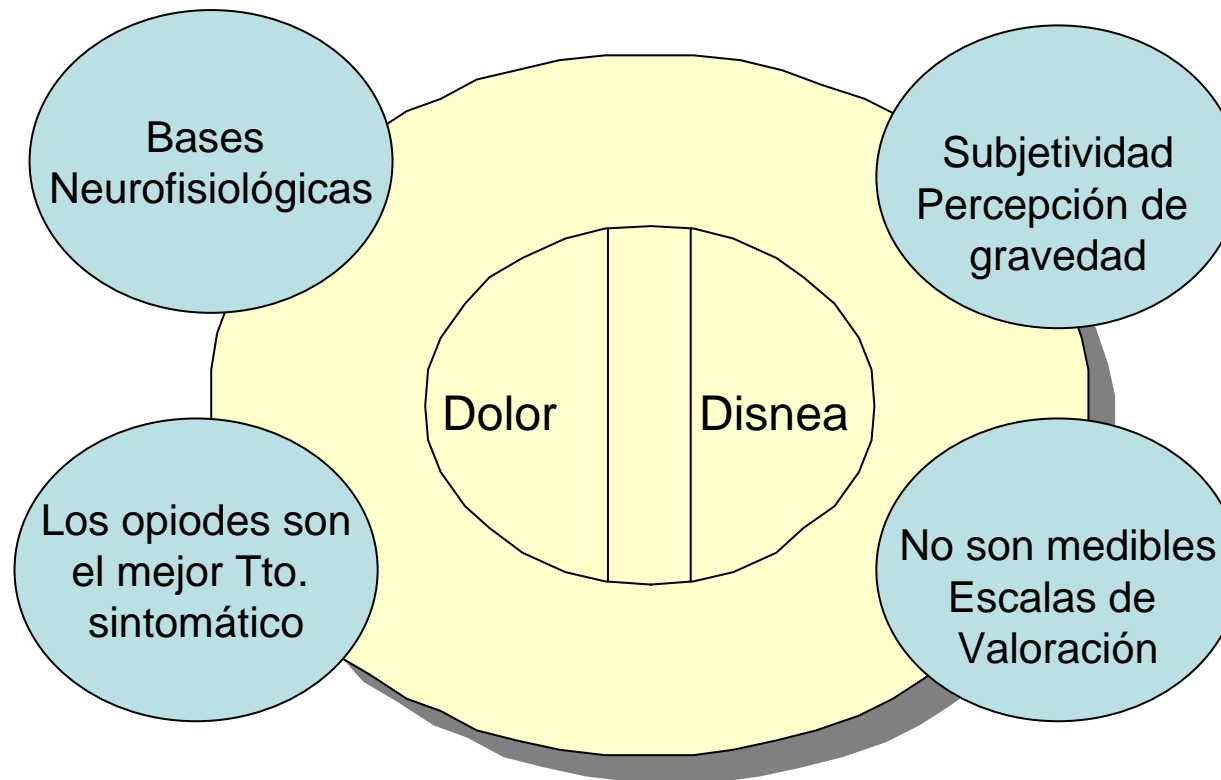 Bases
Neurofisiológicas
Subjetividad
Percepción de
gravedad
Dolor
Disnea
Los opiodes son
el mejor Tto.
sintomático
No son medibles
Escalas de
Valoración